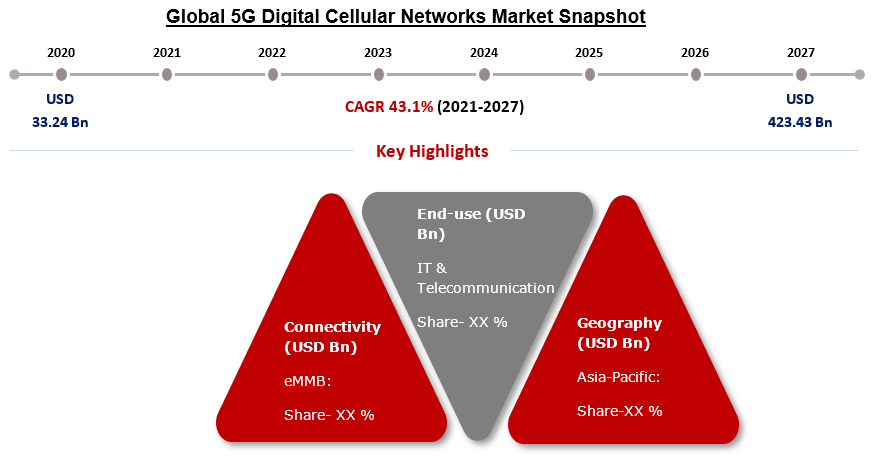 Global 5G Digital Cellular Networks Market Snapshot
2020 2021 2022 2023 2024 2025 2026 2027
USD
33.24 Bn
CAGR 43.1% (2021-2027)
USD
423.43 Bn
Key Highlights
Connectivity
(USD Bn)
eMMB:
Share- XX %
End-use (USD
Bn)
IT &
Telecommunication
Share- XX %
Geography
(USD Bn)
Asia-Pacific:
Share-XX %